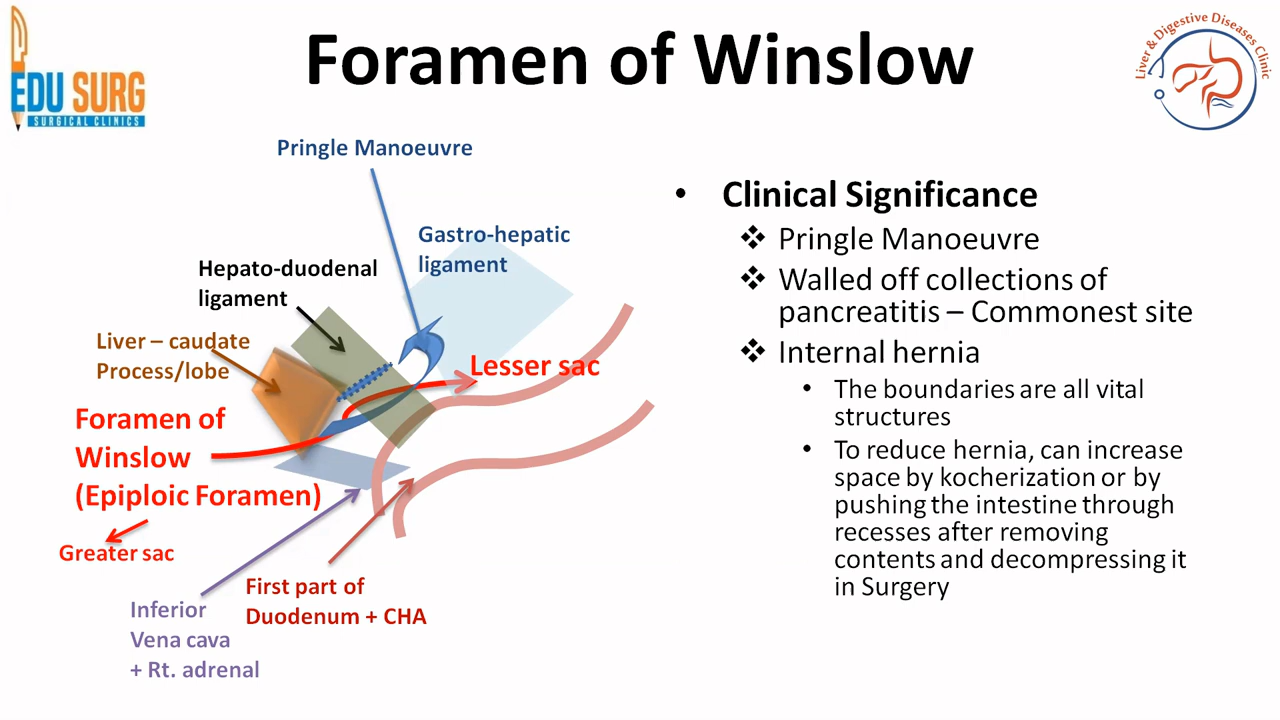 EDU SURG
SURGICAL CLINICS
Foramen of Winslow
Liver & Digestive Diseases Clinic
Pringle Manoeuvre
Gastro-hepatic
ligament
Hepato-duodenal
ligament
Liver – caudate
Process/lobe
Lesser sac
Foramen of
Winslow
(Epiploic Foramen)
Greater sac
First part of
Duodenum + CHA
Inferior
Vena cava
+ Rt. adrenal
• Clinical Significance
❖ Pringle Manoeuvre
❖ Walled off collections of
pancreatitis – Commonest site
❖ Internal hernia
• The boundaries are all vital
structures
• To reduce hernia, can increase
space by kocherization or by
pushing the intestine through
recesses after removing
contents and decompressing it
in Surgery